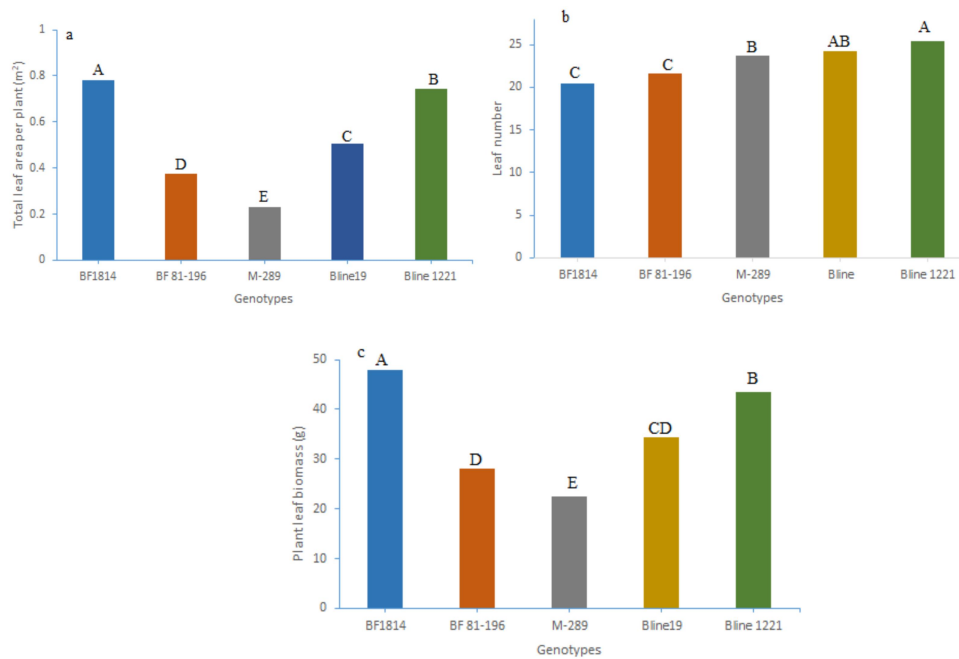 a
Total leaf area per plant (m²)
1
0.8
0.6
0.4
0.2
0
A
D
E
C
B
BF1814
BF 81-196
M-289
Bline19
Bline 1221
Genotypes
b
Leaf number
25
20
15
10
5
0
C
C
B
AB
A
BF1814
BF 81-196
M-289
Bline
Bline 1221
Genotypes
c
Plant leaf biomass (g)
50
40
30
20
10
0
A
D
E
CD
B
BF1814
BF 81-196
M-289
Bline19
Bline 1221
Genotypes